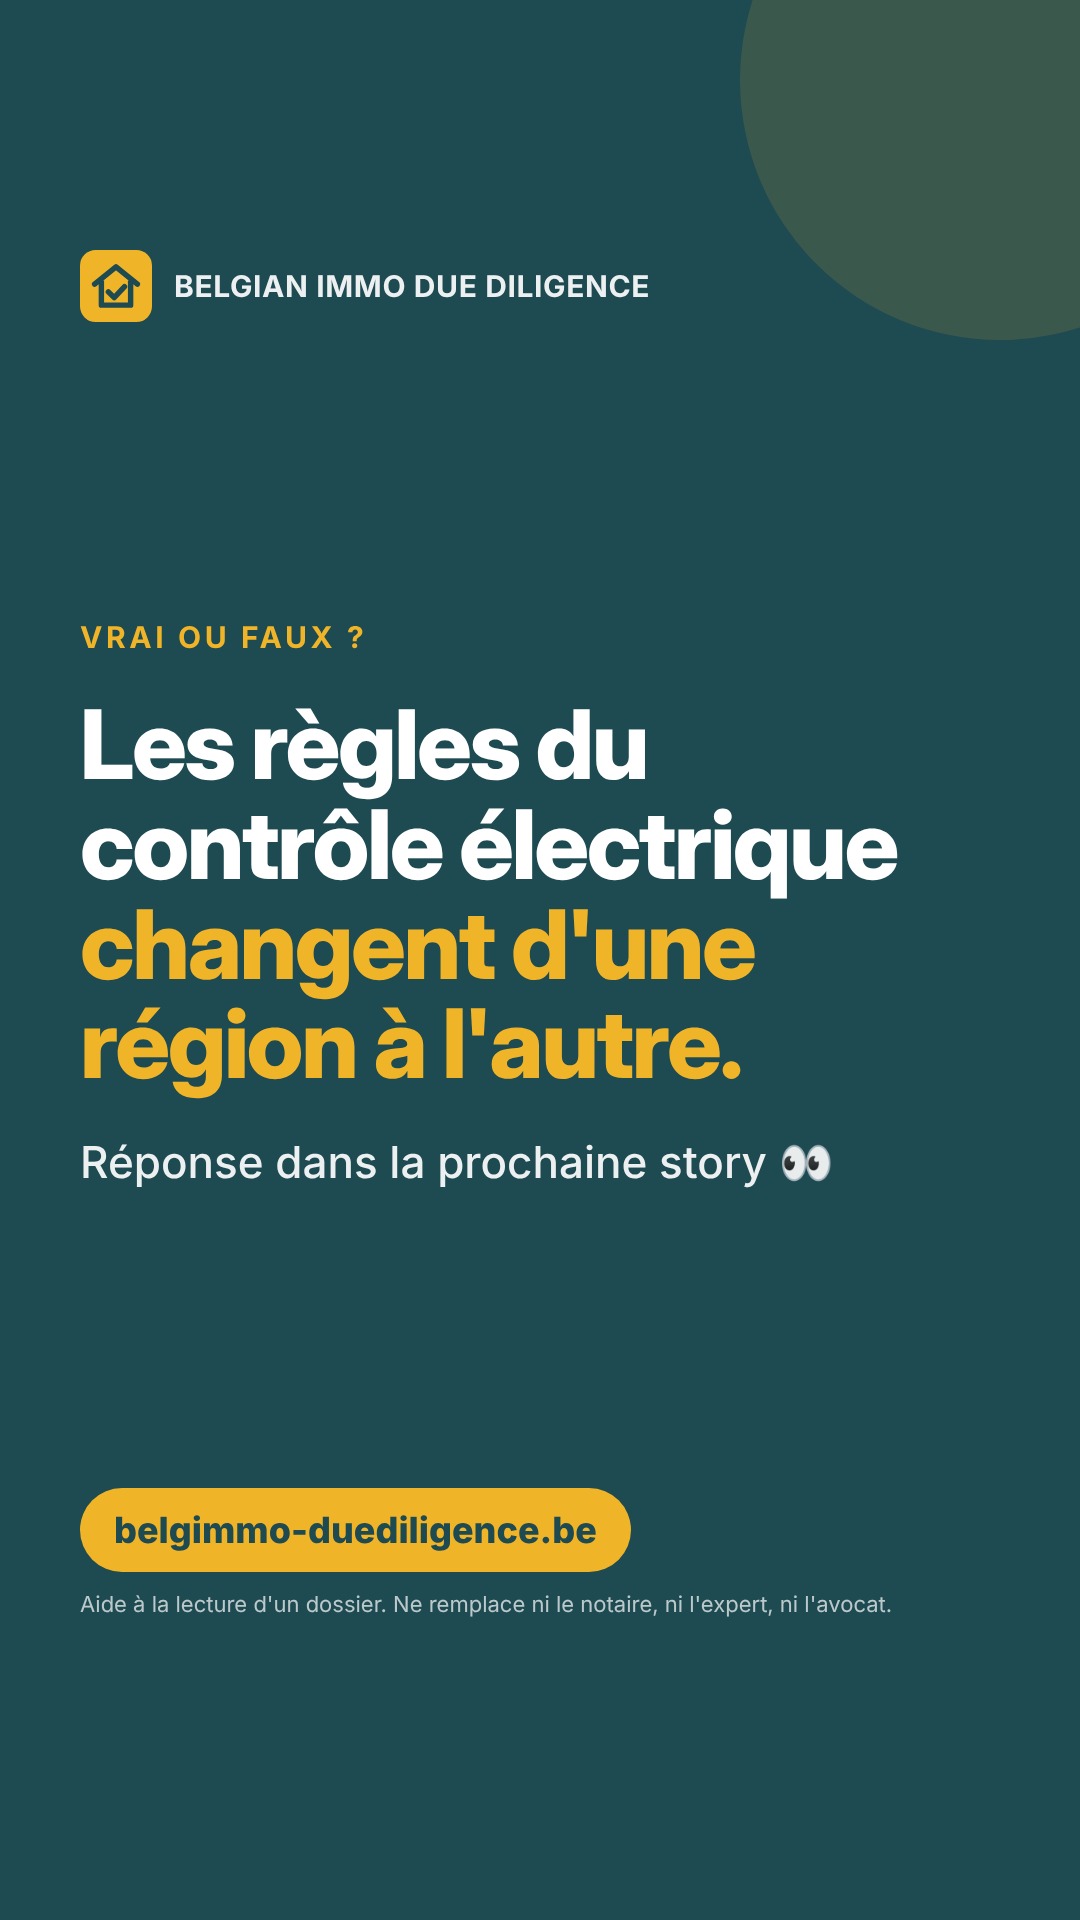 BELGIAN IMMO DUE DILIGENCE
VRAI OU FAUX ?
Les règles du
contrôle électrique
changent d'une
région à l'autre.
Réponse dans la prochaine story 👀
belgimmo-duediligence.be
Aide à la lecture d'un dossier. Ne remplace ni le notaire, ni l'expert, ni l'avocat.